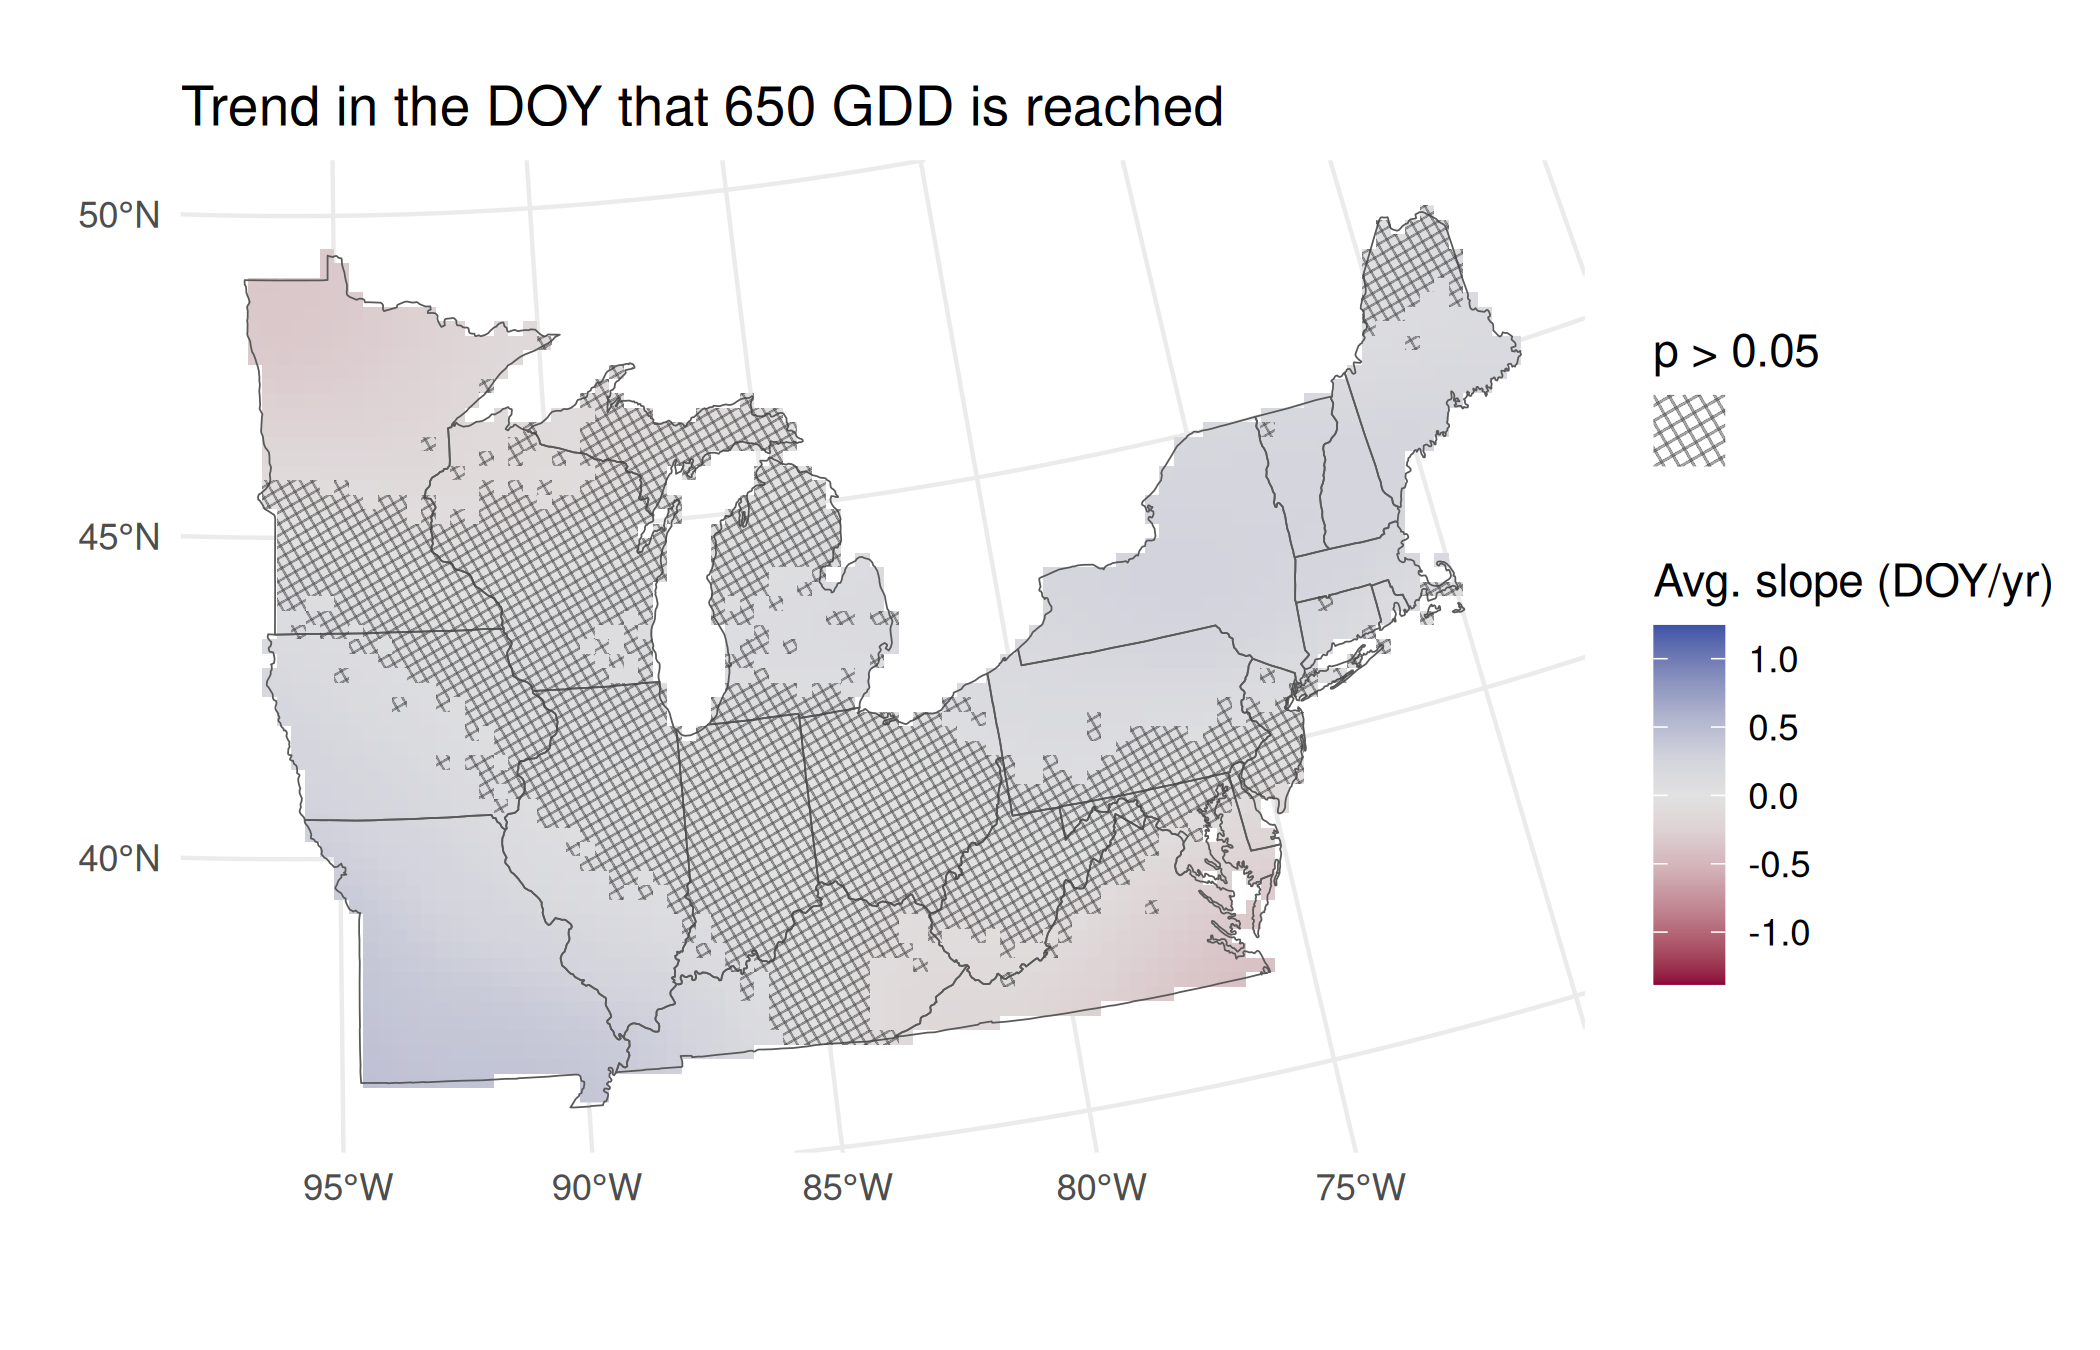 Trend in the DOY that 650 GDD is reached
50°N
45°N
40°N
95°W
90°W
85°W
80°W
75°W
p > 0.05
Avg. slope (DOY/yr)
1.0
0.5
0.0
-0.5
-1.0